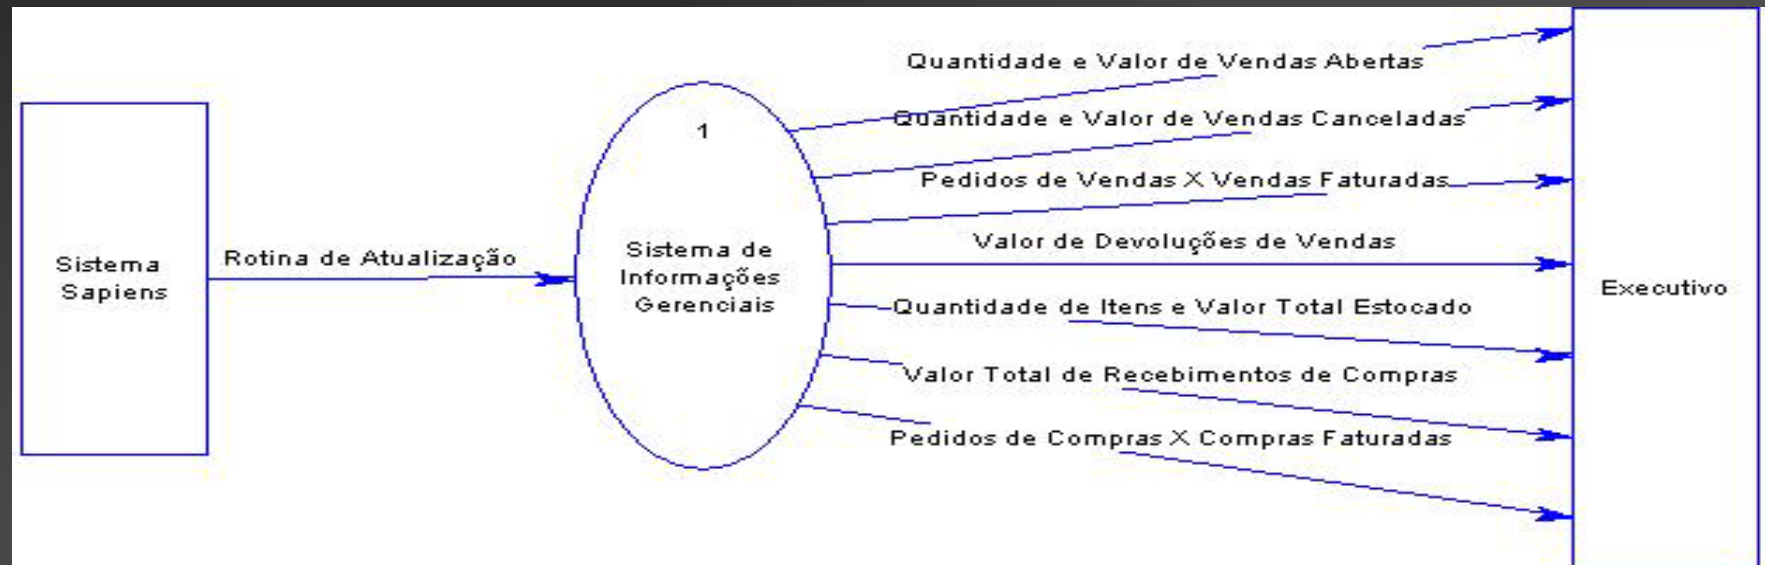 Sistema
Sapiens
Rotina de Atualização
1
Sistema de
Informações
Gerenciais
Quantidade e Valor de Vendas Abertas
Quantidade e Valor de Vendas Canceladas
Pedidos de Vendas X Vendas Faturadas
Valor de Devoluções de Vendas
Quantidade de Itens e Valor Total Estocado
Valor Total de Recebimentos de Compras
Pedidos de Compras X Compras Faturadas
Executivo